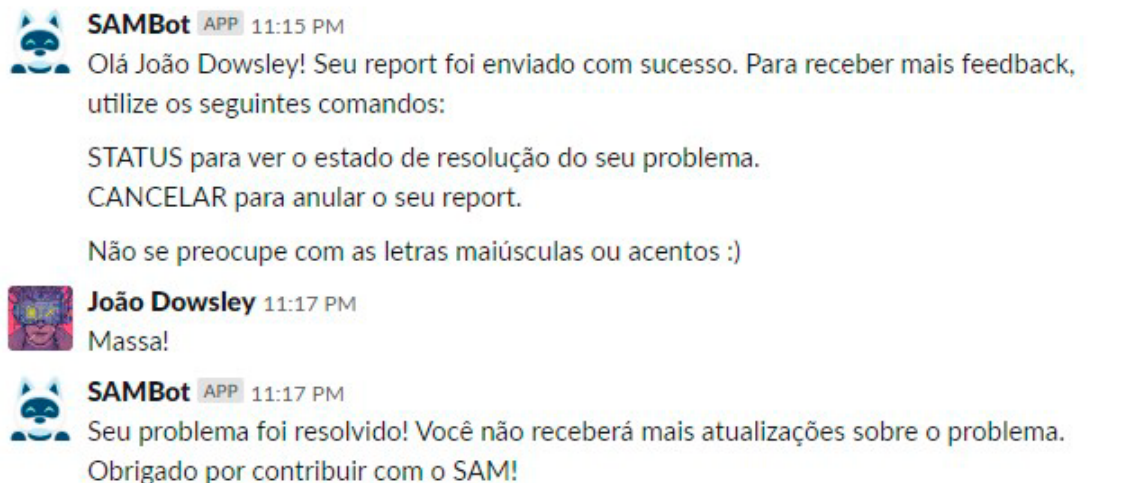 SAMBot APP 11:15 PM
Olá João Dowsley! Seu report foi enviado com sucesso. Para receber mais feedback,
utilize os seguintes comandos:
STATUS para ver o estado de resolução do seu problema.
CANCELAR para anular o seu report.
Não se preocupe com as letras maiúsculas ou acentos :)
João Dowsley 11:17 PM
Massa!
SAMBot APP 11:17 PM
Seu problema foi resolvido! Você não receberá mais atualizações sobre o problema.
Obrigado por contribuir com o SAM!